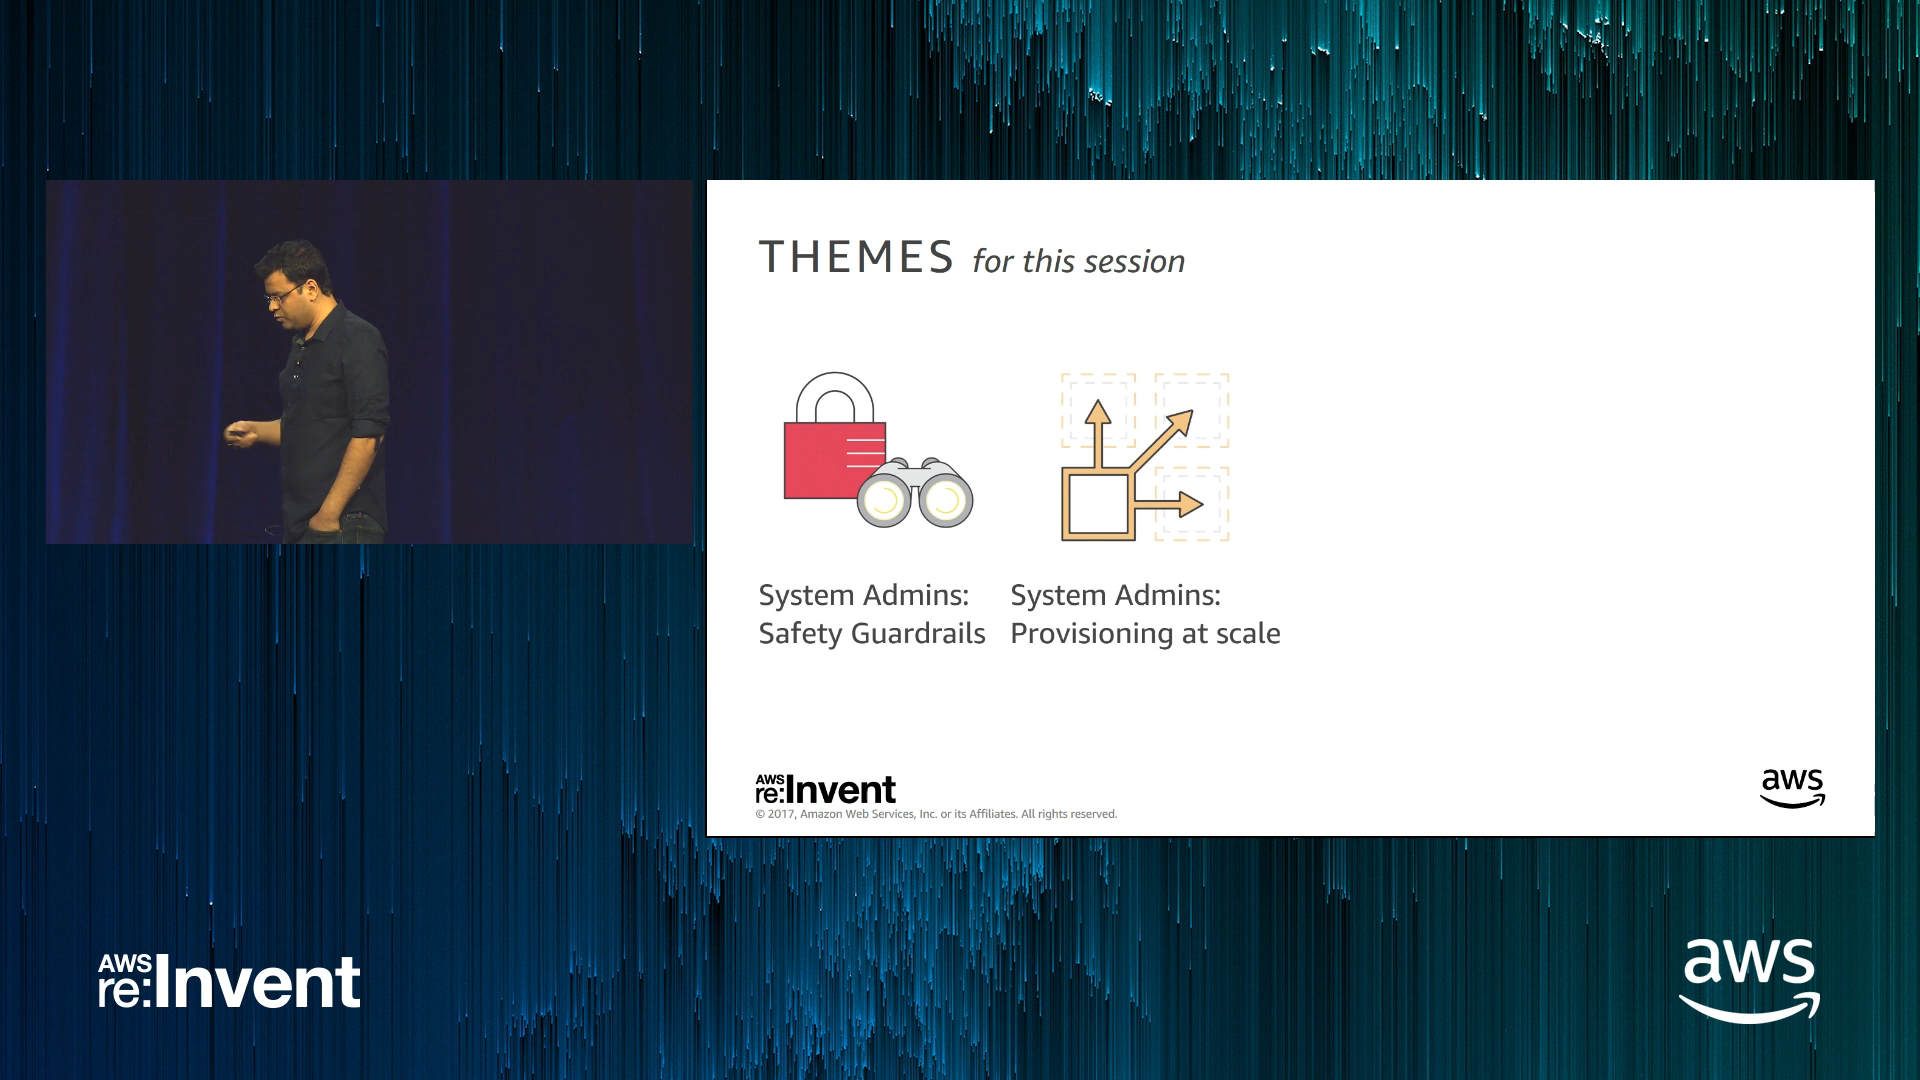 THEMES for this session
System Admins:
Safety Guardrails
System Admins:
Provisioning at scale
AWS
re:Invent
© 2017, Amazon Web Services, Inc. or its Affiliates. All rights reserved.
aws
AWS
re:Invent
aws